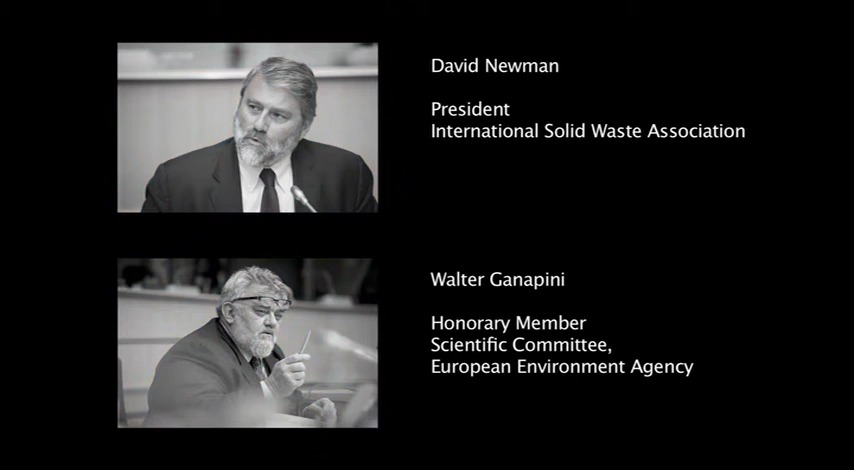 David Newman
President
International Solid Waste Association
Walter Ganapini
Honorary Member
Scientific Committee,
European Environment Agency